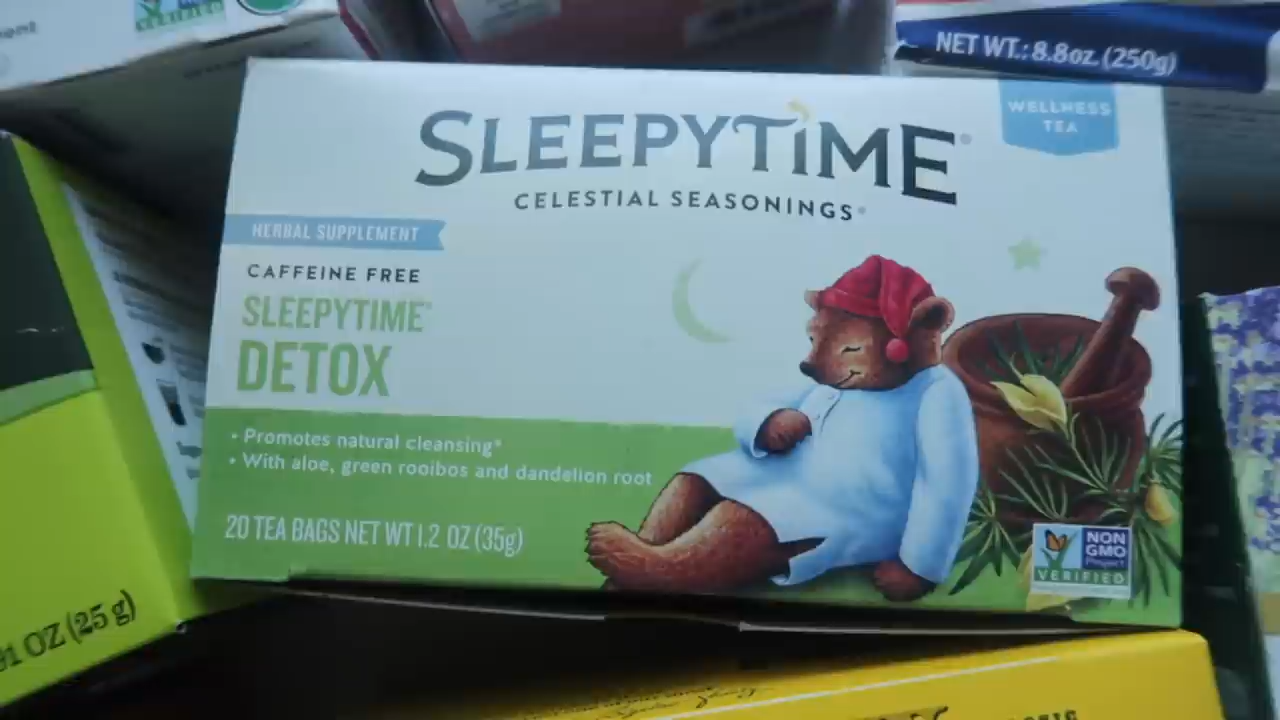 VERIFIED
NET WT.: 8.8oz. (250g)
WELLNESS
TEA
SLEEPYTIME®
CELESTIAL SEASONINGS®
HERBAL SUPPLEMENT
CAFFEINE FREE
SLEEPYTIME®
DETOX
• Promotes natural cleansing*
• With aloe, green rooibos and dandelion root
20 TEA BAGS NET WT 1.2 OZ (35g)
NON
GMO
Project
VERIFIED
OZ (25 g)